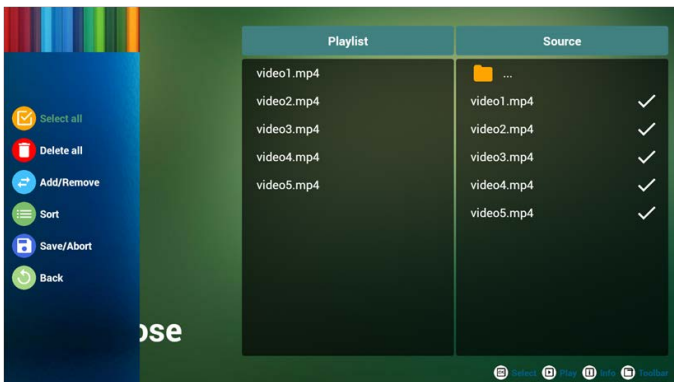 Playlist
Source
video1.mp4
video2.mp4
video3.mp4
video4.mp4
video5.mp4
...
video1.mp4
video2.mp4
video3.mp4
video4.mp4
video5.mp4
Select all
Delete all
Add/Remove
Sort
Save/Abort
Back
ose
Select
Play
Info
Toolbar